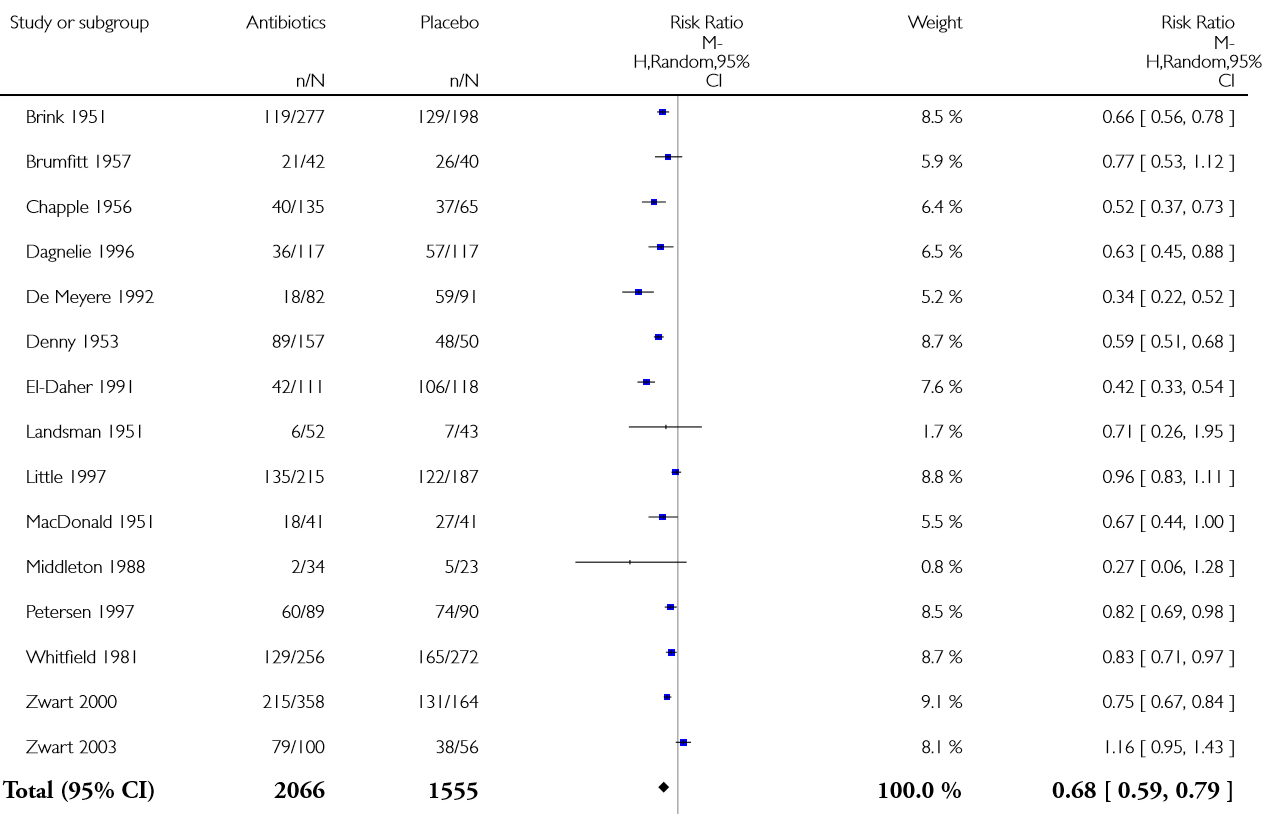 Study or subgroup Antibiotics Placebo Risk Ratio Weight Risk Ratio
M- M-
H,Random,95% H,Random,95%
n/N n/N CI CI
Brink 1951 119/277 129/198 8.5 % 0.66 [ 0.56, 0.78 ]
Brumfitt 1957 21/42 26/40 5.9 % 0.77 [ 0.53, 1.12 ]
Chapple 1956 40/135 37/65 6.4 % 0.52 [ 0.37, 0.73 ]
Dagnelie 1996 36/117 57/117 6.5 % 0.63 [ 0.45, 0.88 ]
De Meyere 1992 18/82 59/91 5.2 % 0.34 [ 0.22, 0.52 ]
Denny 1953 89/157 48/50 8.7 % 0.59 [ 0.51, 0.68 ]
El-Daher 1991 42/111 106/118 7.6 % 0.42 [ 0.33, 0.54 ]
Landsman 1951 6/52 7/43 1.7 % 0.71 [ 0.26, 1.95 ]
Little 1997 135/215 122/187 8.8 % 0.96 [ 0.83, 1.11 ]
MacDonald 1951 18/41 27/41 5.5 % 0.67 [ 0.44, 1.00 ]
Middleton 1988 2/34 5/23 0.8 % 0.27 [ 0.06, 1.28 ]
Petersen 1997 60/89 74/90 8.5 % 0.82 [ 0.69, 0.98 ]
Whitfield 1981 129/256 165/272 8.7 % 0.83 [ 0.71, 0.97 ]
Zwart 2000 215/358 131/164 9.1 % 0.75 [ 0.67, 0.84 ]
Zwart 2003 79/100 38/56 8.1 % 1.16 [ 0.95, 1.43 ]
Total (95% CI) 2066 1555 100.0 % 0.68 [ 0.59, 0.79 ]